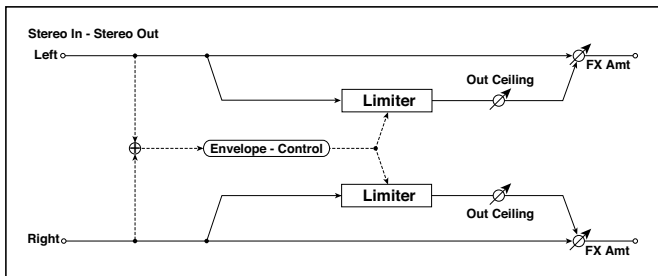 Stereo In - Stereo Out
Left
FX Amt
Out Ceiling
Limiter
Envelope - Control
Limiter
Out Ceiling
Right
FX Amt